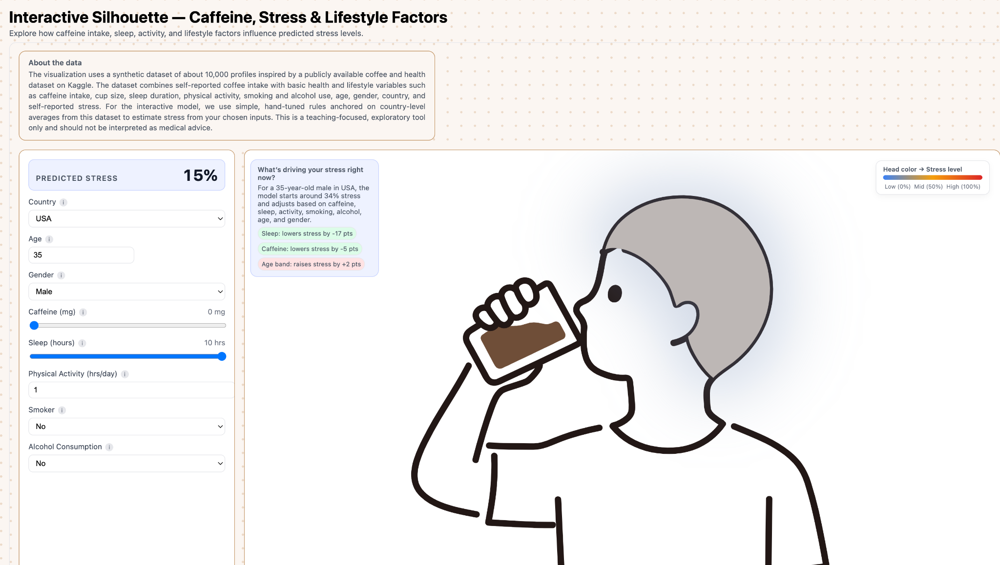 Interactive Silhouette — Caffeine, Stress & Lifestyle Factors
Explore how caffeine intake, sleep, activity, and lifestyle factors influence predicted stress levels.
About the data
The visualization uses a synthetic dataset of about 10,000 profiles inspired by a publicly available coffee and health
dataset on Kaggle. The dataset combines self-reported coffee intake with basic health and lifestyle variables such
as caffeine intake, cup size, sleep duration, physical activity, smoking and alcohol use, age, gender, country, and
self-reported stress. For the interactive model, we use simple, hand-tuned rules anchored on country-level
averages from this dataset to estimate stress from your chosen inputs. This is a teaching-focused, exploratory tool
only and should not be interpreted as medical advice.
PREDICTED STRESS 15%
Country i
USA
Age i
35
Gender i
Male
Caffeine (mg) i 0 mg
Sleep (hours) i 10 hrs
Physical Activity (hrs/day) i
1
Smoker i
No
Alcohol Consumption i
No
What's driving your stress right
now?
For a 35-year-old male in USA, the
model starts around 34% stress
and adjusts based on caffeine,
sleep, activity, smoking, alcohol,
age, and gender.
Sleep: lowers stress by -17 pts
Caffeine: lowers stress by -5 pts
Age band: raises stress by +2 pts
Head color → Stress level
Low (0%) Mid (50%) High (100%)